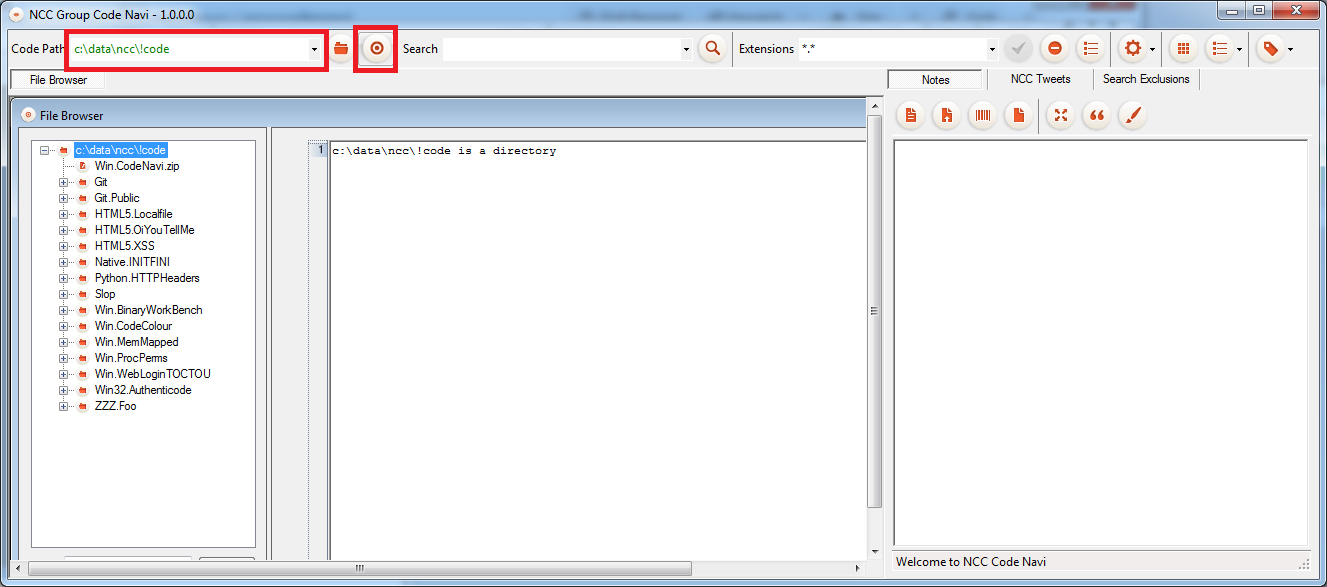 NCC Group Code Navi - 1.0.0.0
Code Path c:\data\ncc\!code Search Extensions *.*
File Browser
Notes NCC Tweets Search Exclusions
File Browser
c:\data\ncc\!code
Win.CodeNavi.zip
Git
Git.Public
HTML5.Localfile
HTML5.OiYouTellMe
HTML5.XSS
Native.INITFINI
Python.HTTPHeaders
Slop
Win.BinaryWorkBench
Win.CodeColour
Win.MemMapped
Win.ProcPerms
Win.WebLoginTOCTOU
Win32.Authenticode
ZZZ.Foo
1 c:\data\ncc\!code is a directory
Welcome to NCC Code Navi